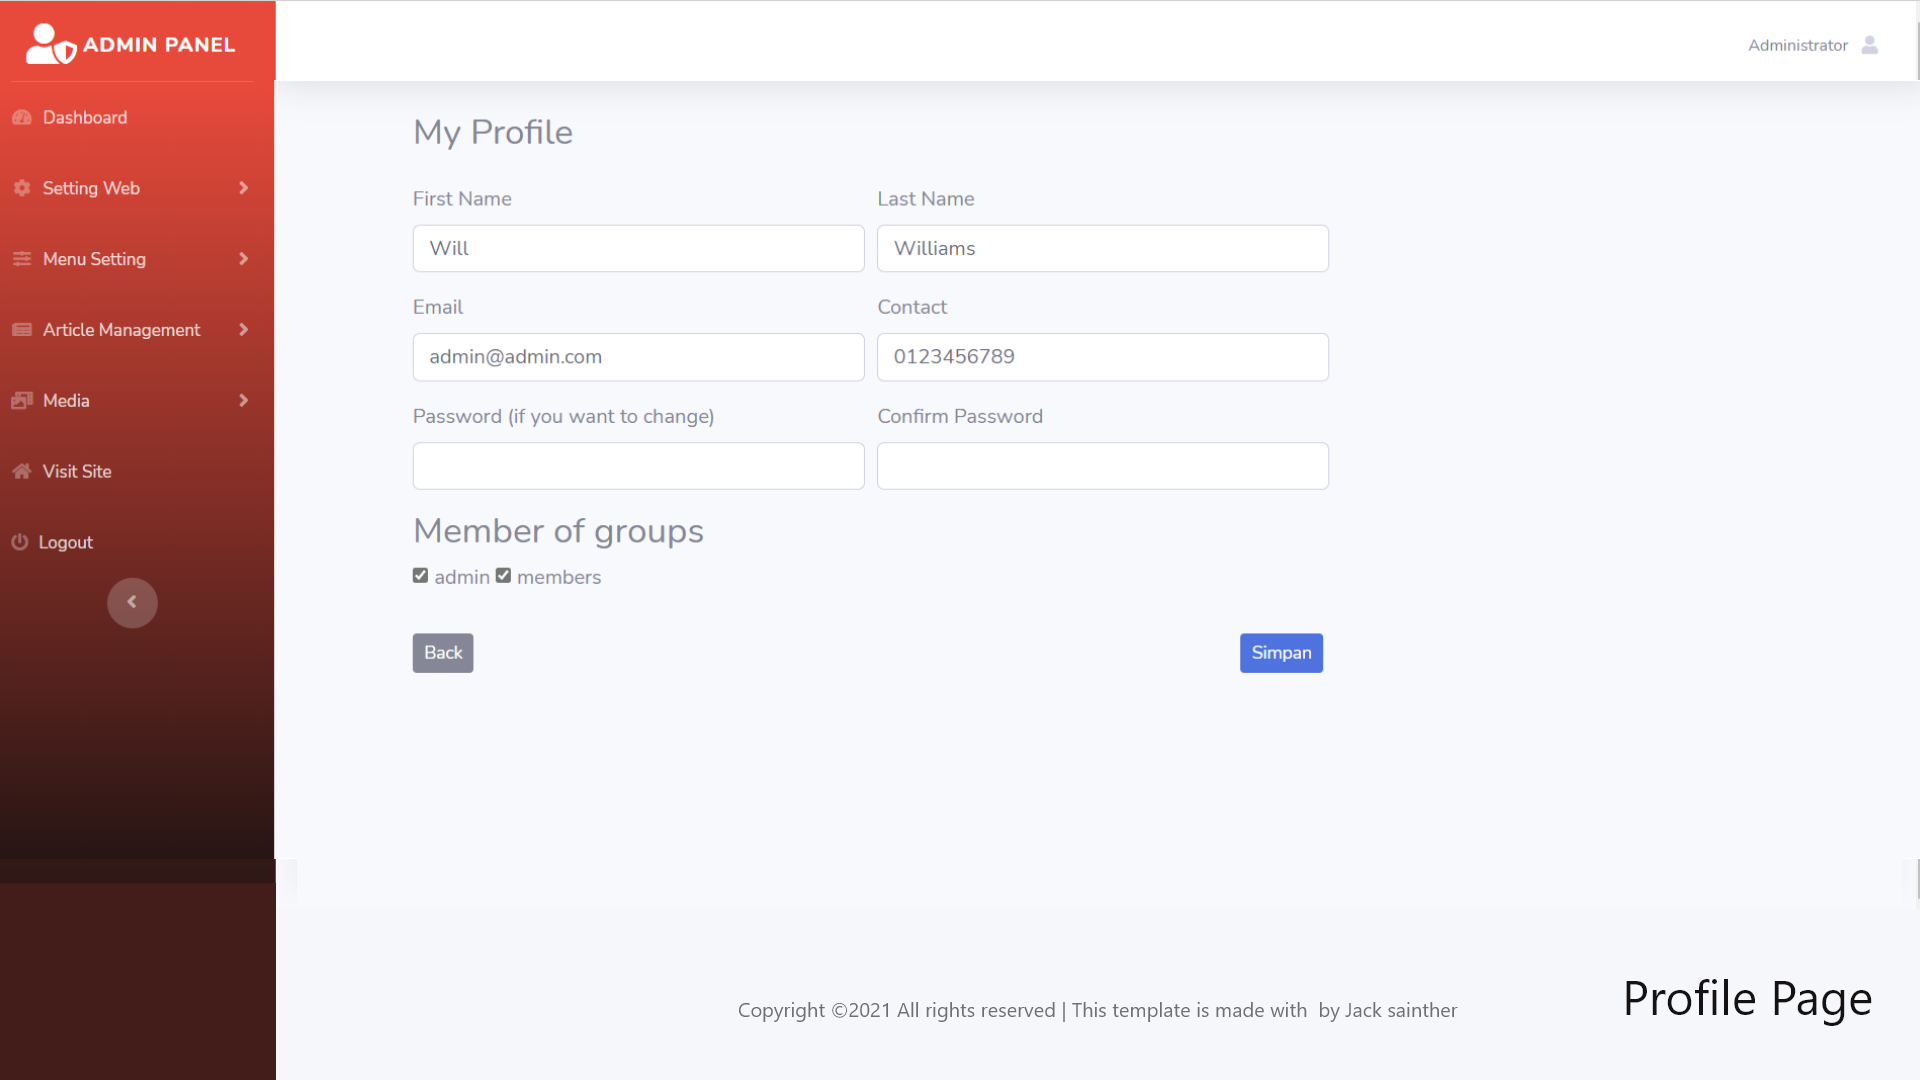 ADMIN PANEL
Administrator
Dashboard
Setting Web
Menu Setting
Article Management
Media
Visit Site
Logout
My Profile
First Name
Last Name
Will
Williams
Email
Contact
admin@admin.com
0123456789
Password (if you want to change)
Confirm Password
Member of groups
admin members
Back
Simpan
Copyright ©2021 All rights reserved | This template is made with by Jack sainther
Profile Page